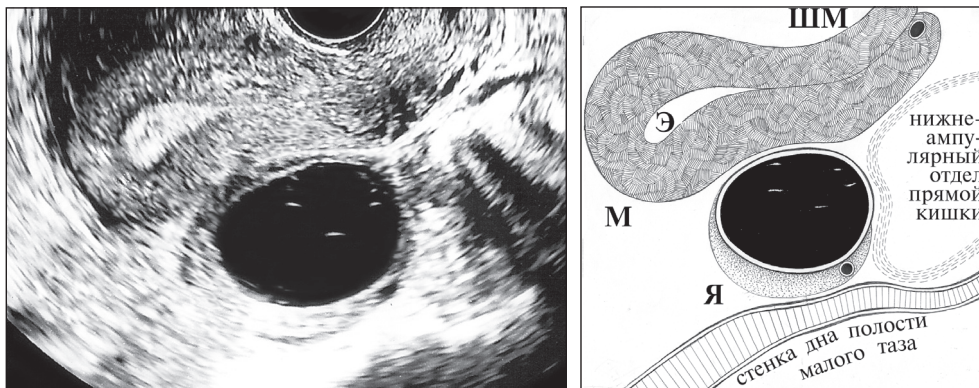 ШМ
Э
нижне-
ампу-
лярный
отдел
прямой
кишки
М
Я
стенка дна полости
малого таза